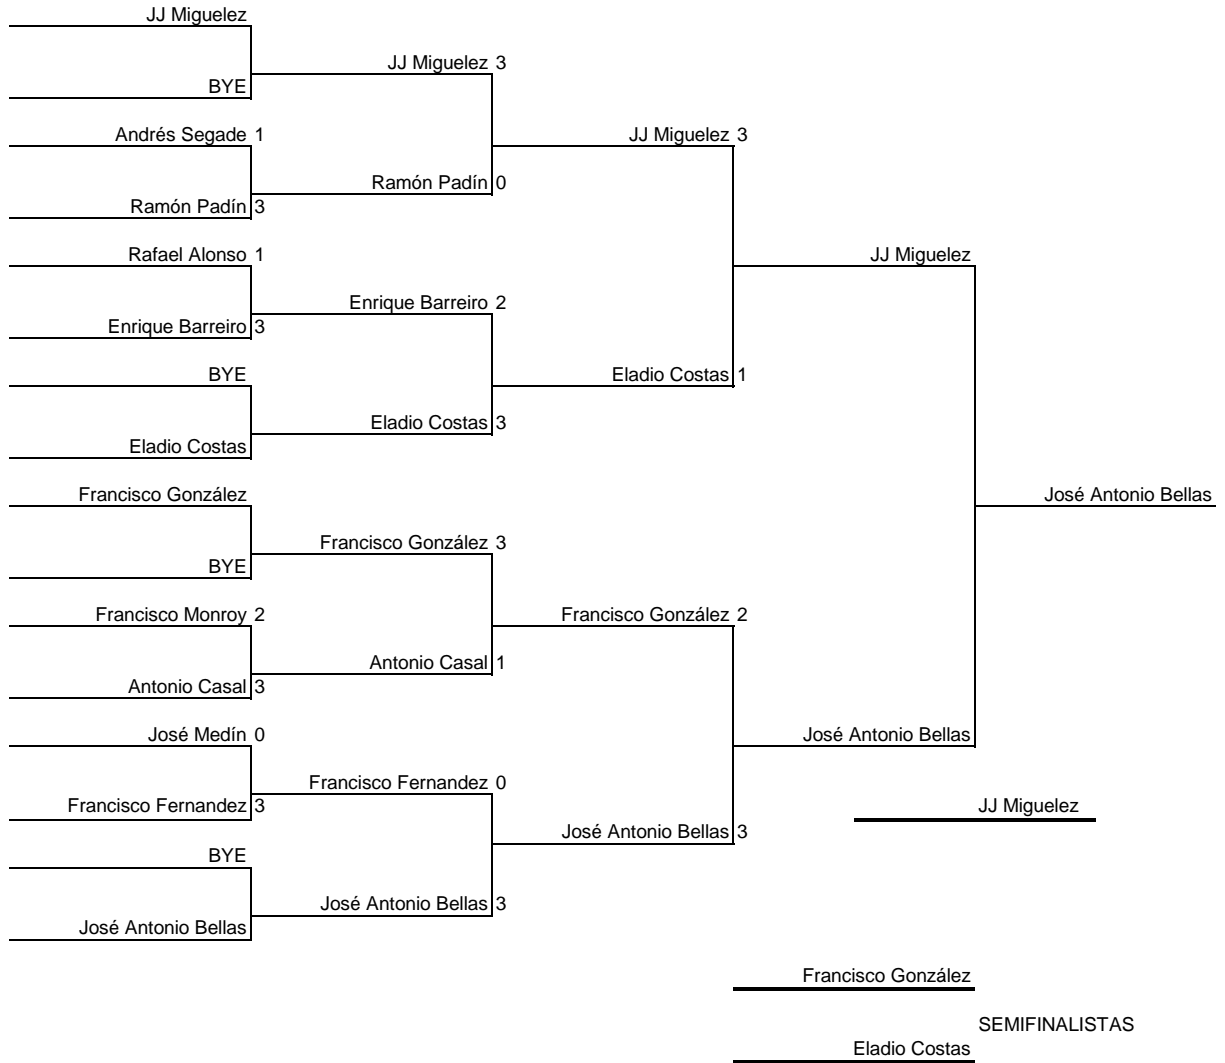 JJ Miguelez
JJ Miguelez 3
BYE
Andrés Segade 1
JJ Miguelez 3
Ramón Padín 0
Ramón Padín 3
Rafael Alonso 1
JJ Miguelez
Enrique Barreiro 2
Enrique Barreiro 3
BYE
Eladio Costas 1
Eladio Costas 3
Eladio Costas
Francisco González
José Antonio Bellas
Francisco González 3
BYE
Francisco Monroy 2
Francisco González 2
Antonio Casal 1
Antonio Casal 3
José Medín 0
José Antonio Bellas
Francisco Fernandez 0
Francisco Fernandez 3
JJ Miguelez
José Antonio Bellas 3
BYE
José Antonio Bellas 3
José Antonio Bellas
Francisco González
SEMIFINALISTAS
Eladio Costas